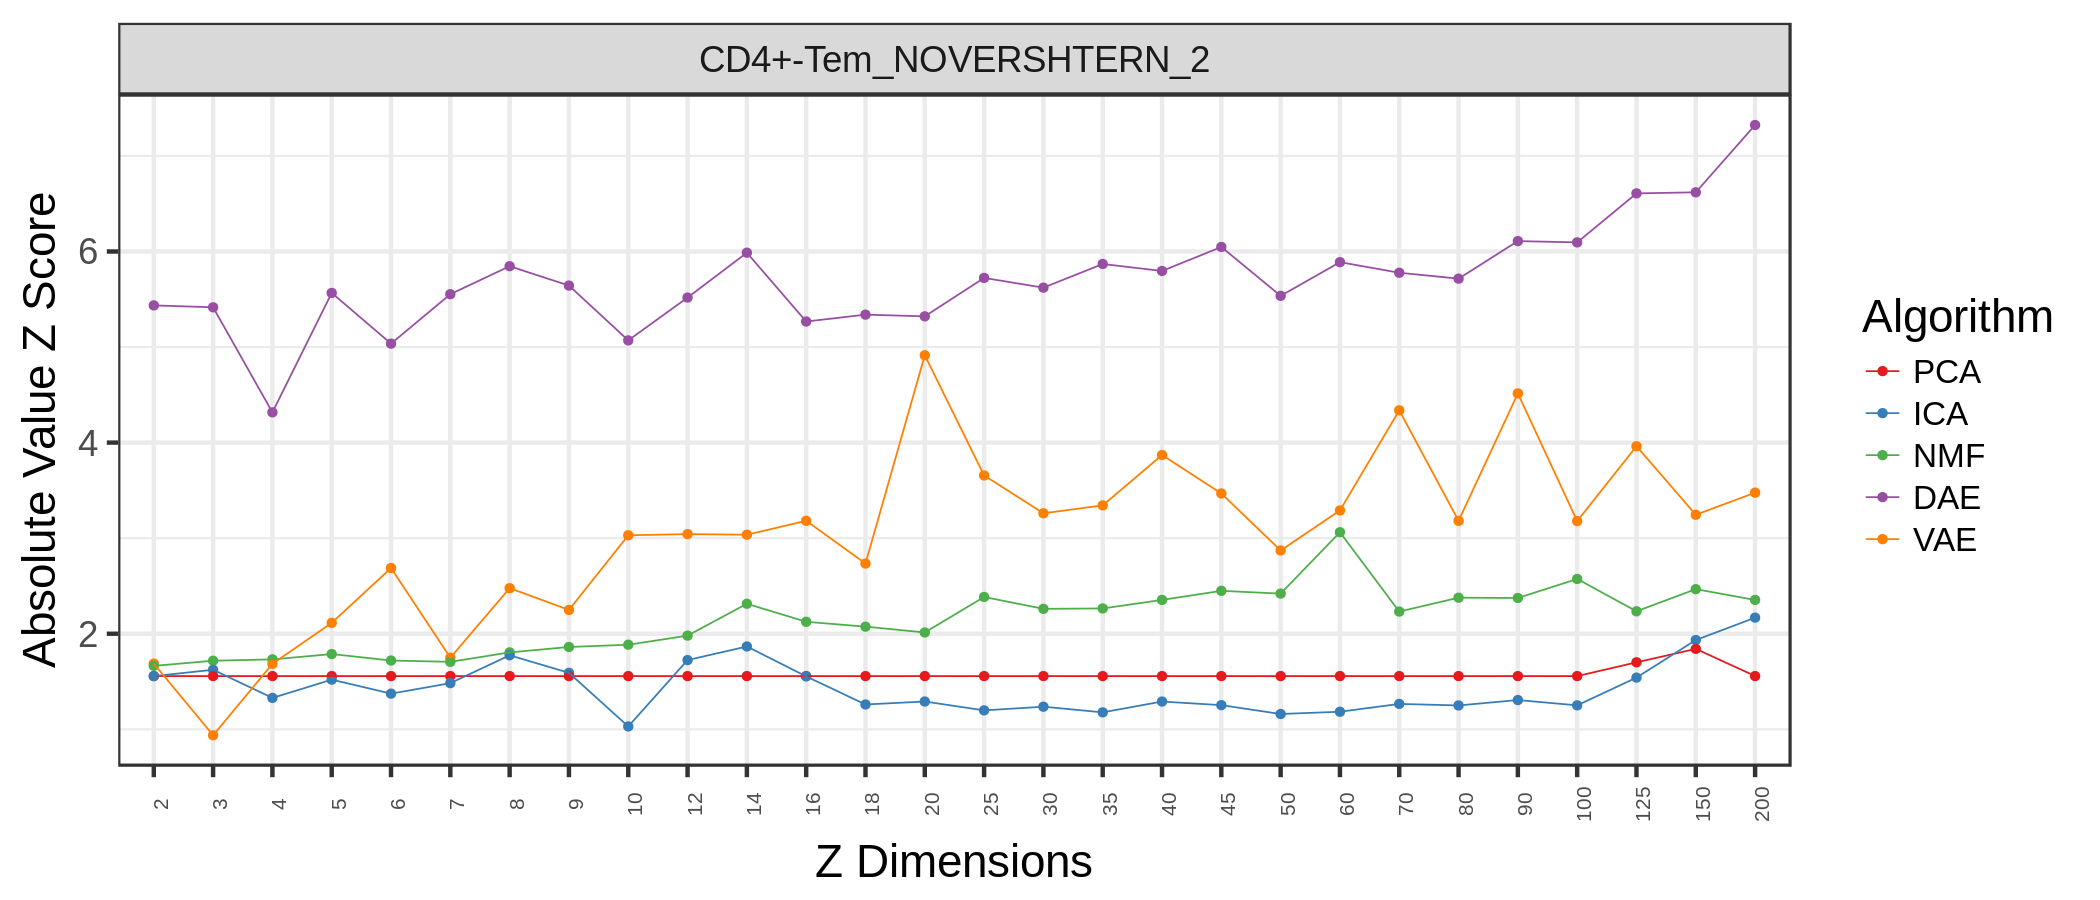 CD4+-Tem_NOVERSHTERN_2
Absolute Value Z Score
6
4
2
2 3 4 5 6 7 8 9 10 12 14 16 18 20 25 30 35 40 45 50 60 70 80 90 100 125 150 200
Z Dimensions
Algorithm
PCA
ICA
NMF
DAE
VAE